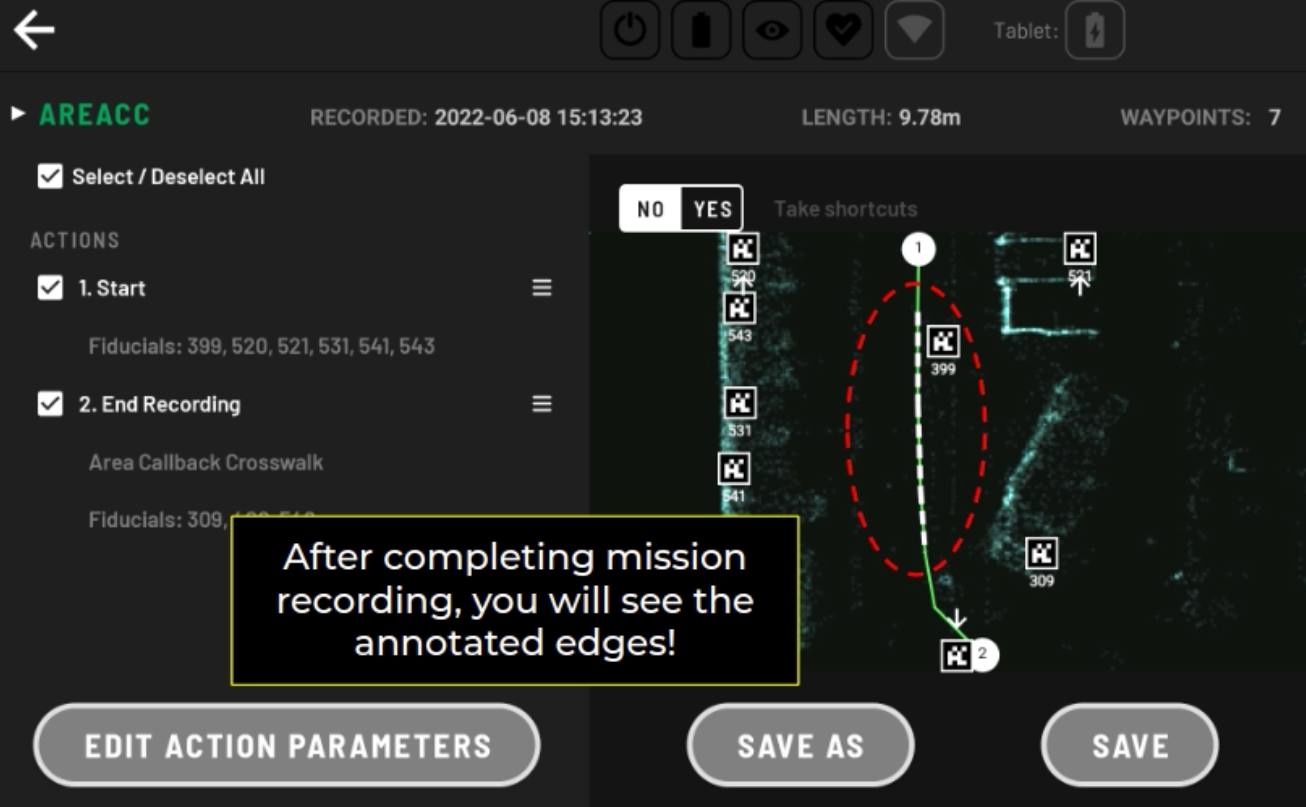 Tablet:
AREACC
RECORDED: 2022-06-08 15:13:23
LENGTH: 9.78m
WAYPOINTS: 7
Select / Deselect All
NO YES Take shortcuts
ACTIONS
1. Start
Fiducials: 399, 520, 521, 531, 541, 543
2. End Recording
Area Callback Crosswalk
Fiducials: 309,
1
520
521
543
399
531
541
309
2
After completing mission
recording, you will see the
annotated edges!
EDIT ACTION PARAMETERS
SAVE AS
SAVE